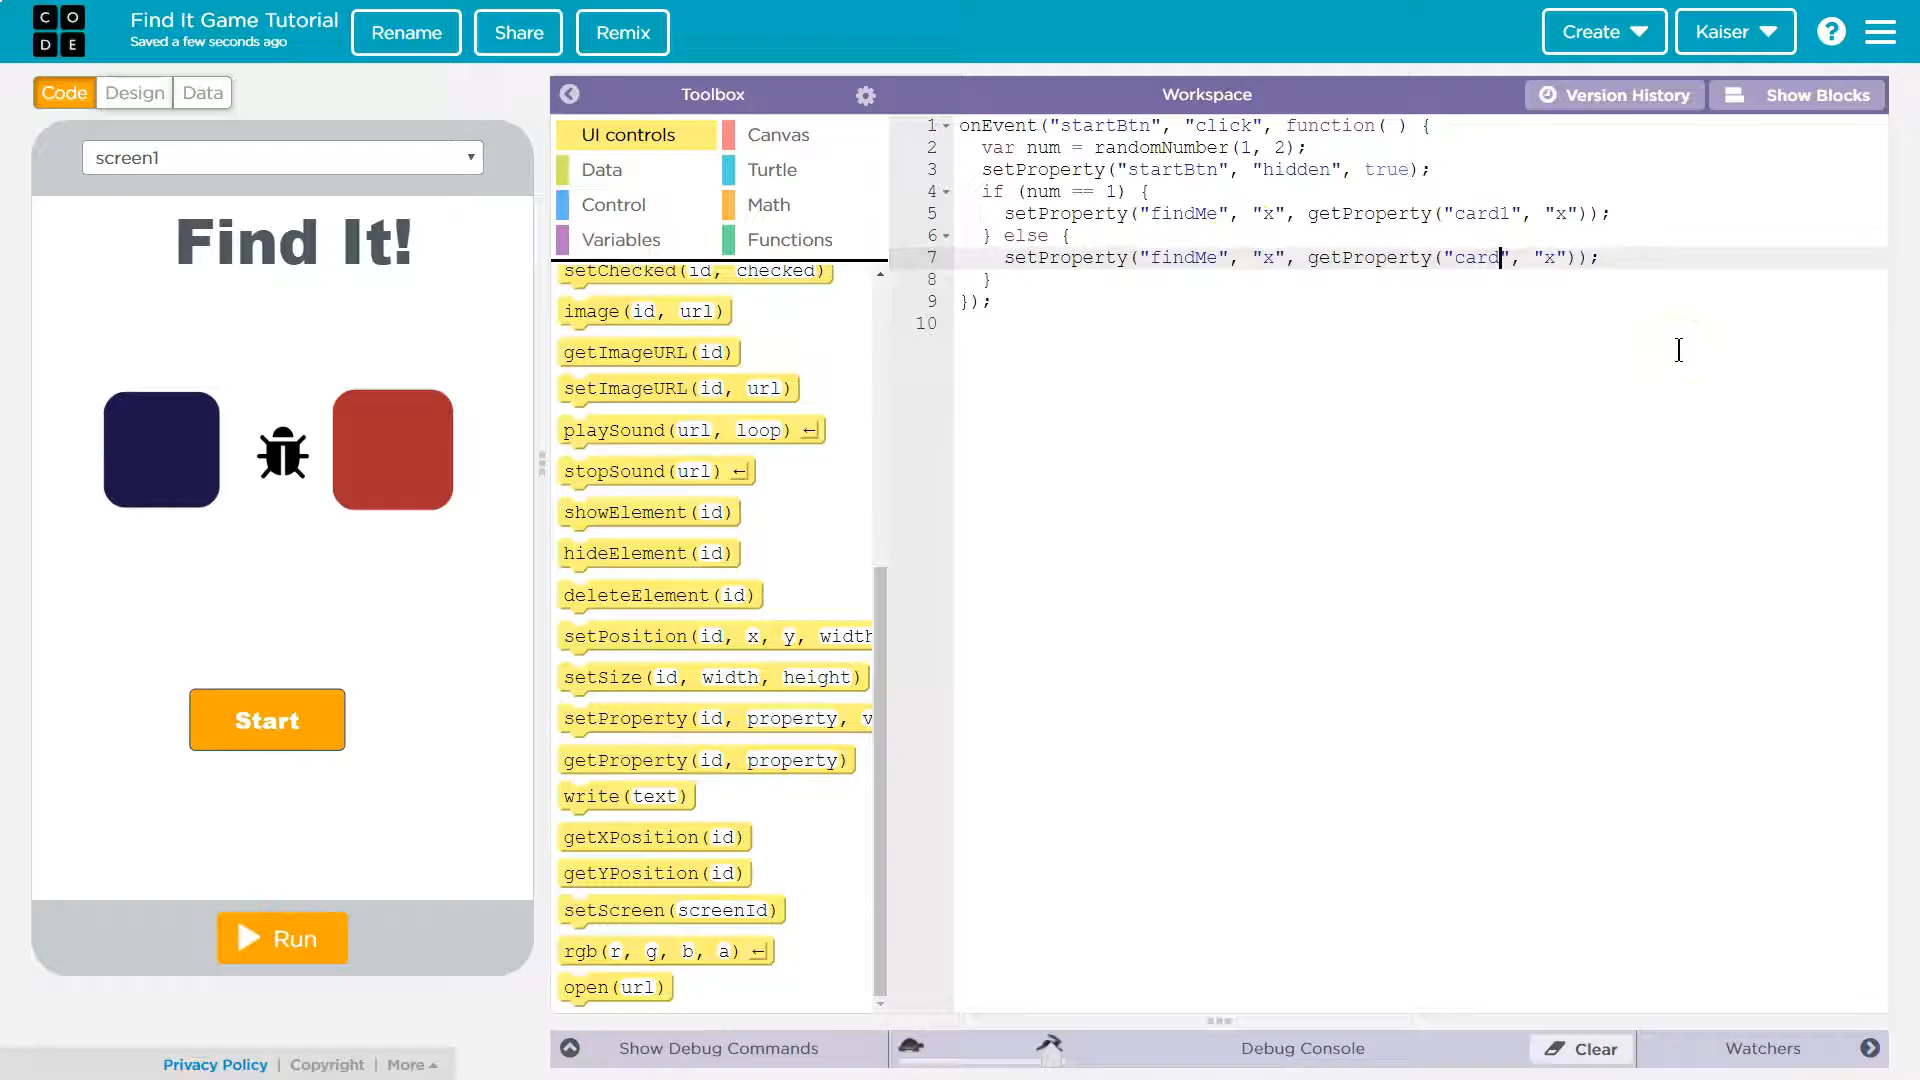 C O
D E
Find It Game Tutorial
Saved a few seconds ago
Rename
Share
Remix
Create
Kaiser
?
Code
Design
Data
screen1
Find It!
Start
Run
Privacy Policy | Copyright | More
Toolbox
UI controls
Canvas
Data
Turtle
Control
Math
Variables
Functions
setChecked(id, checked)
image(id, url)
getImageURL(id)
setImageURL(id, url)
playSound(url, loop)
stopSound(url)
showElement(id)
hideElement(id)
deleteElement(id)
setPosition(id, x, y, width
setSize(id, width, height)
setProperty(id, property, v
getProperty(id, property)
write(text)
getXPosition(id)
getYPosition(id)
setScreen(screenId)
rgb(r, g, b, a)
open(url)
Workspace
Version History
Show Blocks
1 onEvent("startBtn", "click", function( ) {
2 var num = randomNumber(1, 2);
3 setProperty("startBtn", "hidden", true);
4 if (num == 1) {
5 setProperty("findMe", "x", getProperty("card1", "x"));
6 } else {
7 setProperty("findMe", "x", getProperty("card", "x"));
8 }
9 });
10
Show Debug Commands
Debug Console
Clear
Watchers